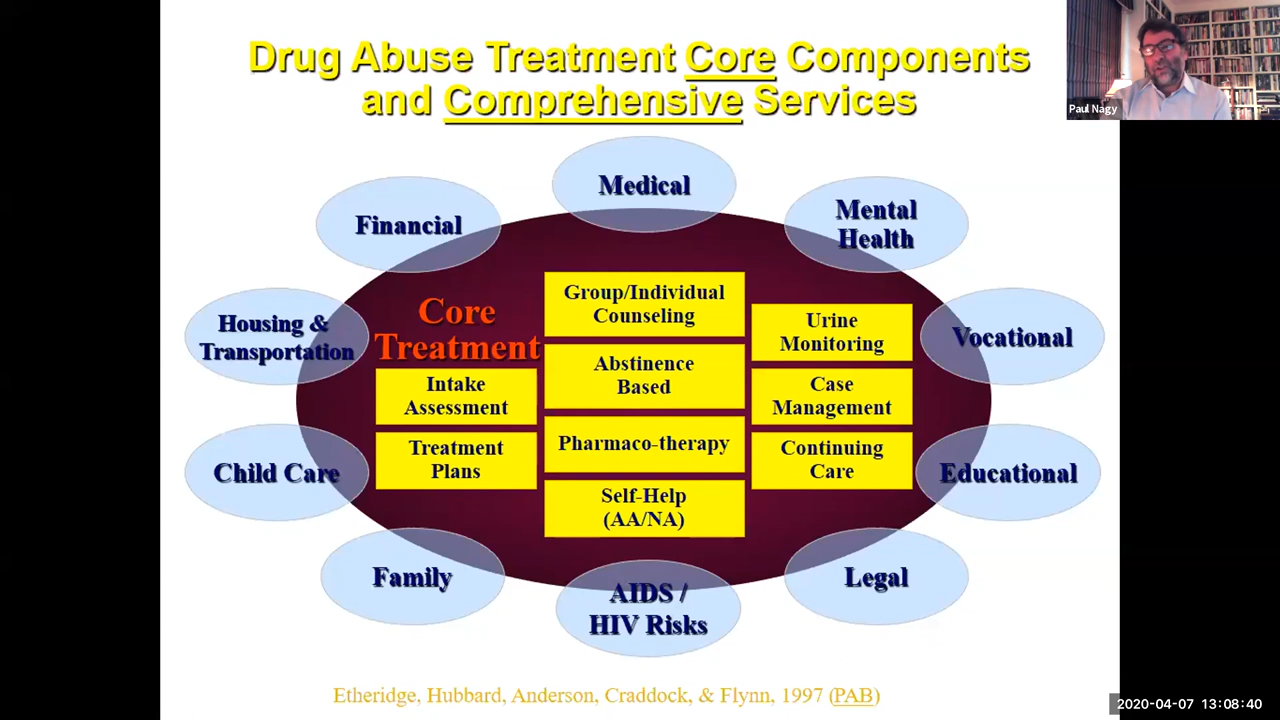 Drug Abuse Treatment Core Components
and Comprehensive Services
Paul Nagy
Medical
Financial
Mental
Health
Housing &
Transportation
Vocational
Child Care
Educational
Family
Legal
AIDS /
HIV Risks
Core
Treatment
Intake
Assessment
Treatment
Plans
Group/Individual
Counseling
Abstinence
Based
Pharmaco-therapy
Self-Help
(AA/NA)
Urine
Monitoring
Case
Management
Continuing
Care
Etheridge, Hubbard, Anderson, Craddock, & Flynn, 1997 (PAB)
2020-04-07 13:08:40